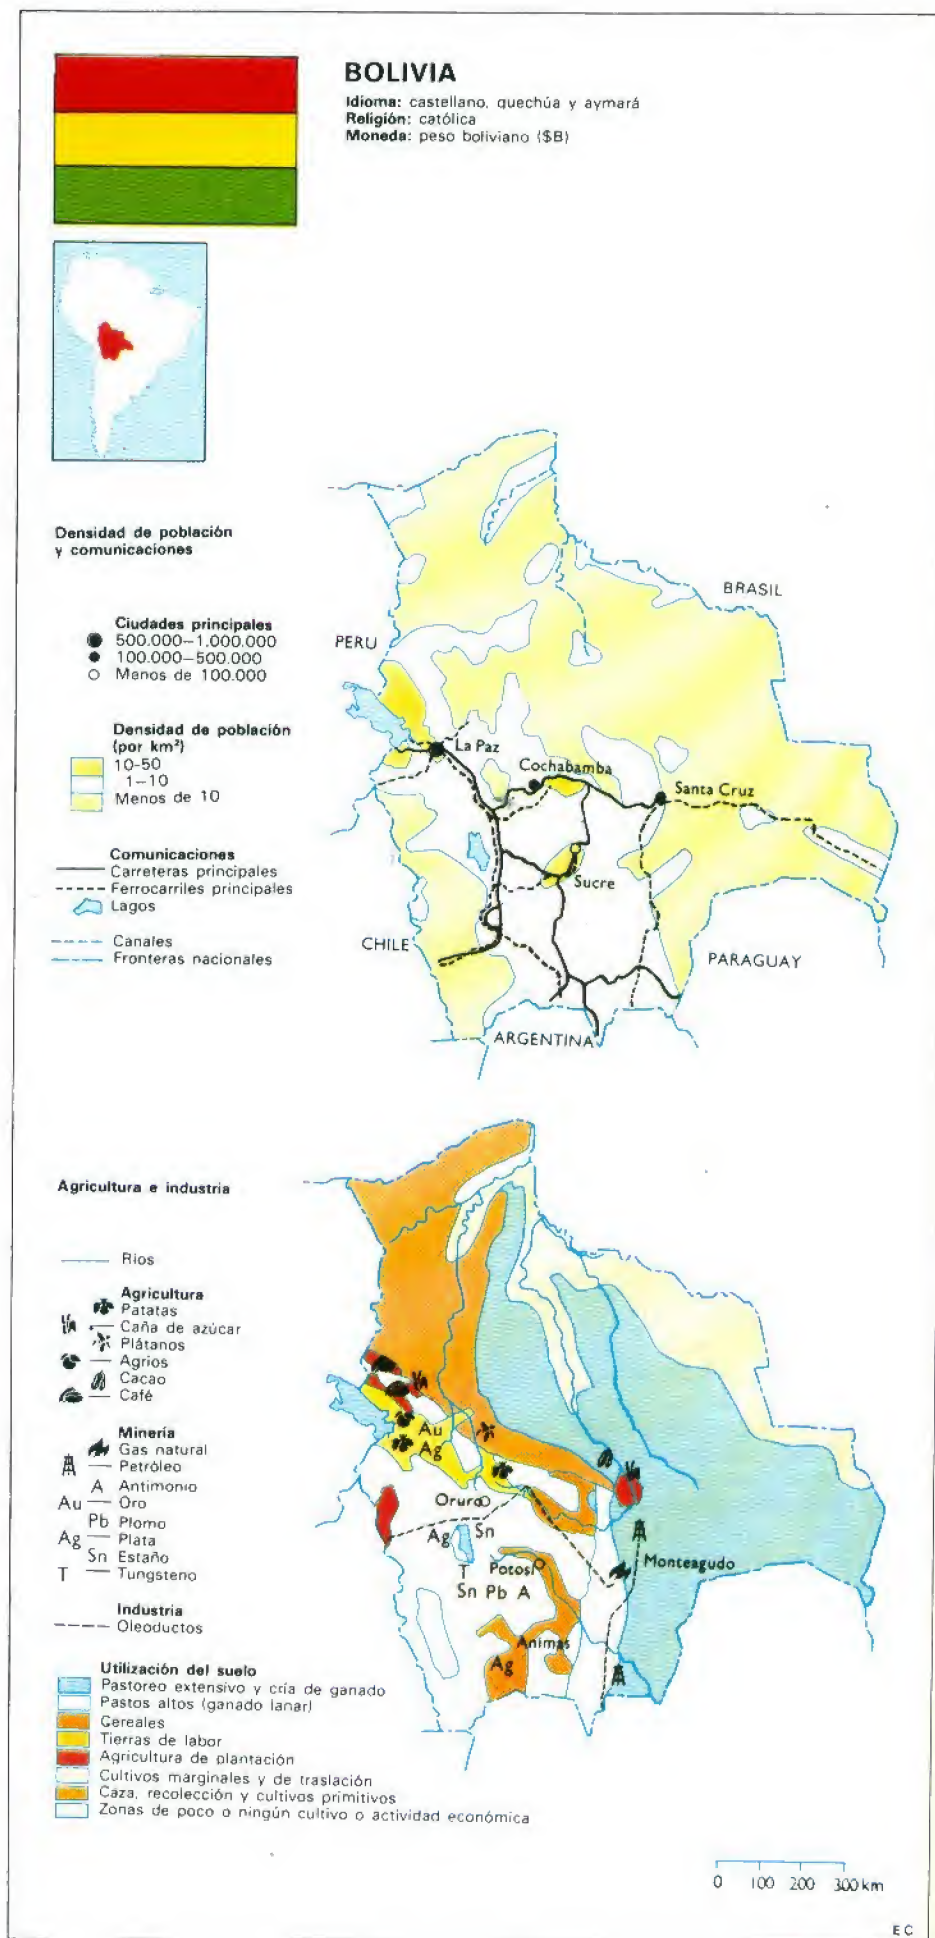 BOLIVIA
Idioma: castellano, quechúa y aymará
Religión: católica
Moneda: peso boliviano ($B)
Densidad de población
y comunicaciones
Ciudades principales
500.000–1.000.000
100.000–500.000
Menos de 100.000
Densidad de población
(por km²)
10-50
1–10
Menos de 10
Comunicaciones
Carreteras principales
Ferrocarriles principales
Lagos
Canales
Fronteras nacionales
BRASIL
PERU
La Paz
Cochabamba
Santa Cruz
Sucre
CHILE
PARAGUAY
ARGENTINA
Agricultura e industria
Rios
Agricultura
Patatas
Caña de azúcar
Plátanos
Agrios
Cacao
Café
Minería
Gas natural
Petróleo
A Antimonio
Au Oro
Pb Plomo
Ag Plata
Sn Estaño
T Tungsteno
Industria
Oleoductos
Utilización del suelo
Pastoreo extensivo y cría de ganado
Pastos altos (ganado lanar)
Cereales
Tierras de labor
Agricultura de plantación
Cultivos marginales y de traslación
Caza, recolección y cultivos primitivos
Zonas de poco o ningún cultivo o actividad económica
Au
Ag
Oruro
Ag Sn
Potosí
Monteagudo
T
Sn Pb A
Animas
Ag
0 100 200 300 km
E C